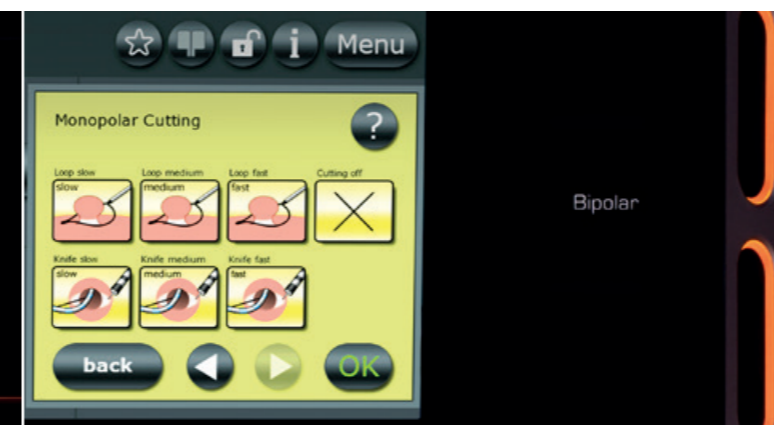 i Menu
Monopolar Cutting ?
Loop slow Loop medium Loop fast Cutting off
slow medium fast
Bipolar
Knife slow Knife medium Knife fast
slow medium fast
back OK